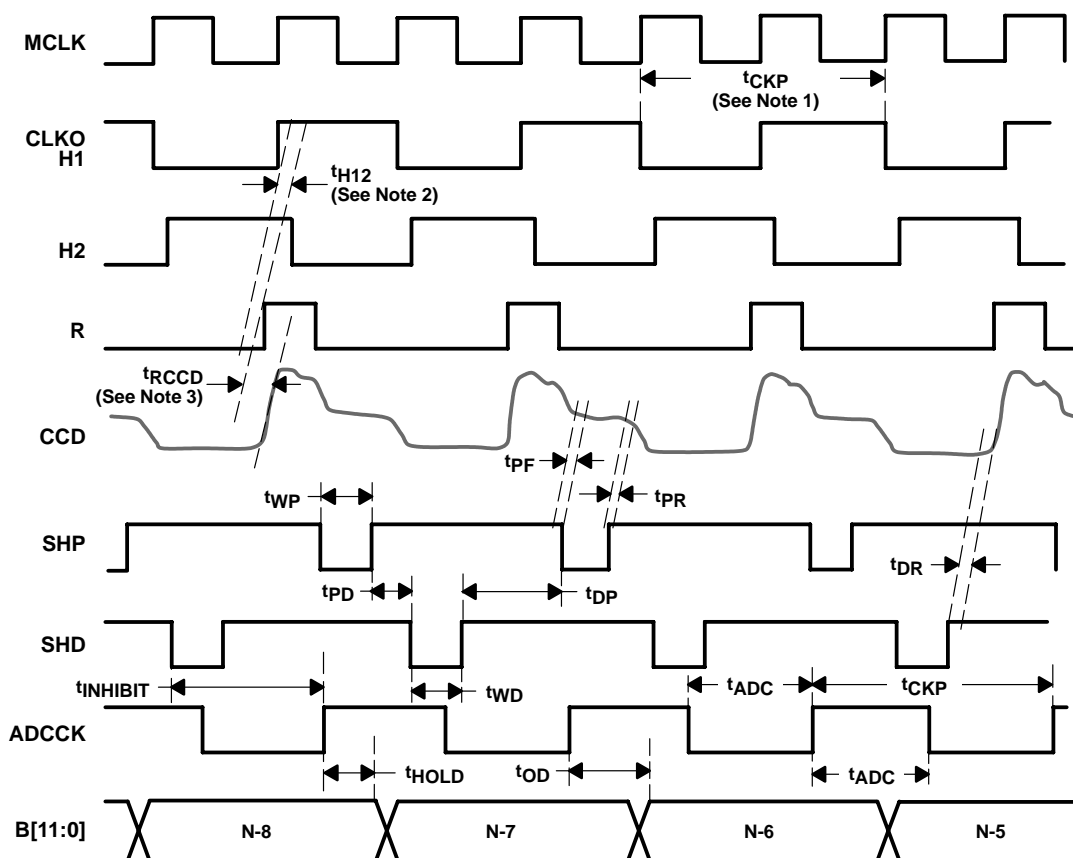 MCLK
tCKP
(See Note 1)
CLKO
H1
tH12
(See Note 2)
H2
R
tRCCD
(See Note 3)
CCD
tPF
tWP
tPR
SHP
tDR
tPD
tDP
SHD
tINHIBIT
tWD
tADC
tCKP
ADCCK
tHOLD
tOD
tADC
B[11:0]
N-8
N-7
N-6
N-5